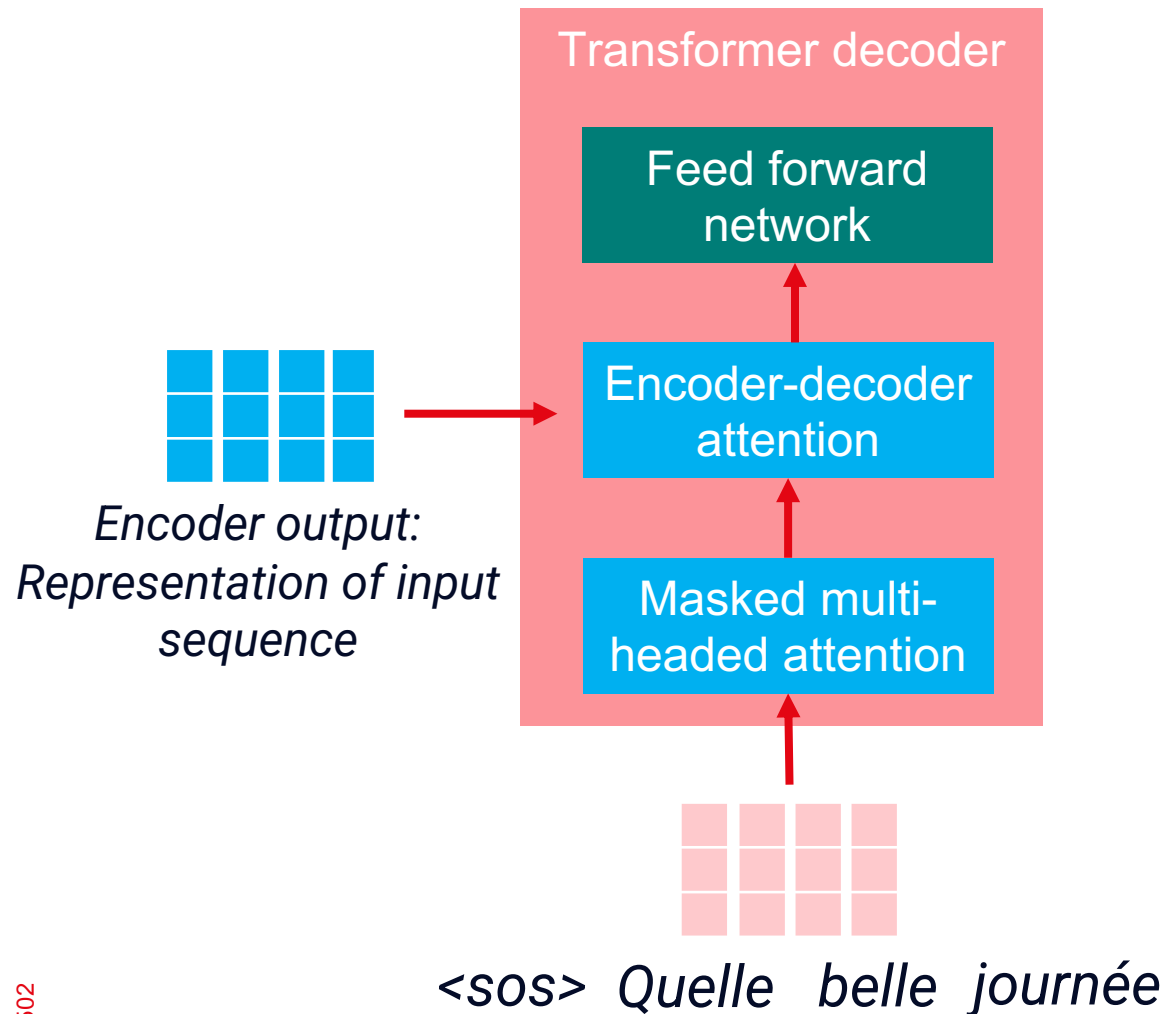 Transformer decoder
Feed forward
network
Encoder-decoder
attention
Encoder output:
Representation of input
sequence
Masked multi-
headed attention
<sos> Quelle belle journée
502